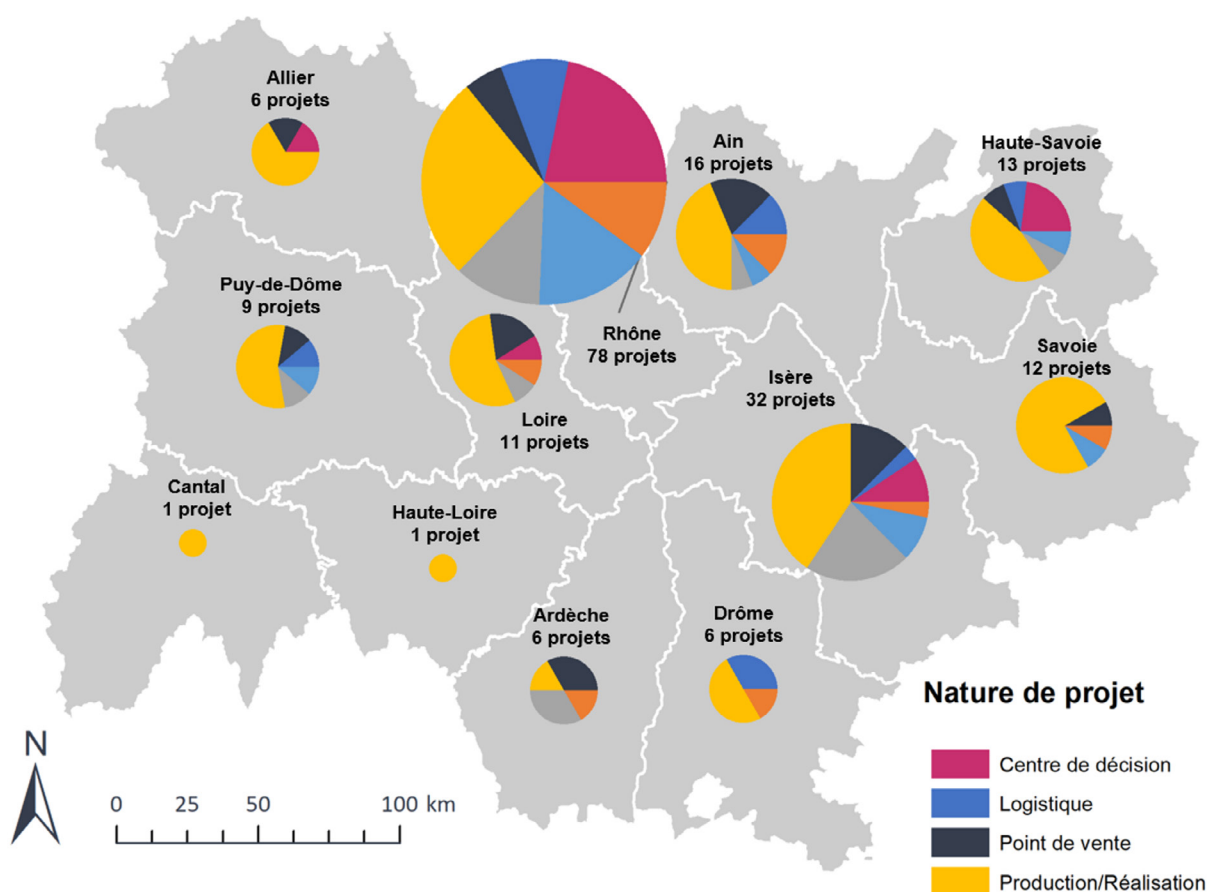 Allier
6 projets
Ain
16 projets
Haute-Savoie
13 projets
Puy-de-Dôme
9 projets
Rhône
78 projets
Savoie
12 projets
Isère
32 projets
Loire
11 projets
Cantal
1 projet
Haute-Loire
1 projet
Ardèche
6 projets
Drôme
6 projets
Nature de projet
Centre de décision
Logistique
Point de vente
Production/Réalisation
N
0 25 50 100 km